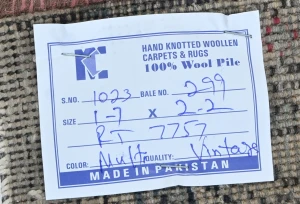 HAND KNOTTED WOOLLEN
CARPETS & RUGS
100% Wool Pile
S.NO. 1023 BALE NO. 299
SIZE 1-7 x 2-2
RT 7757
COLOR: Multi QUALITY: Vintage
MADE IN PAKISTAN